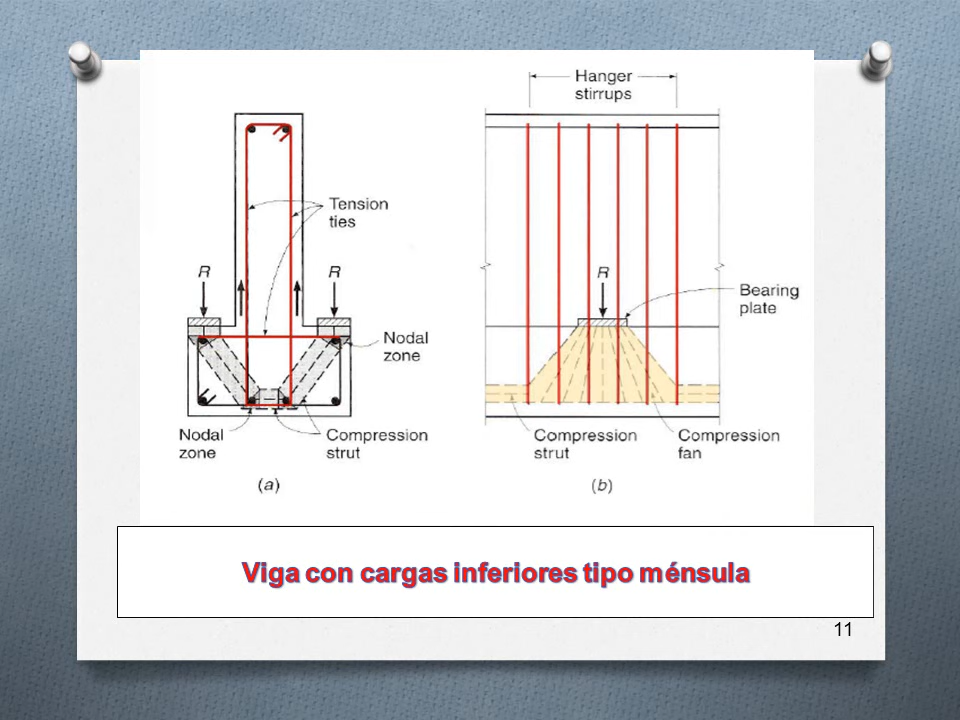 Hanger
stirrups
Tension
ties
R
R
Nodal
zone
Nodal
zone
Compression
strut
(a)
R
Bearing
plate
Compression
strut
Compression
fan
(b)
Viga con cargas inferiores tipo ménsula
11